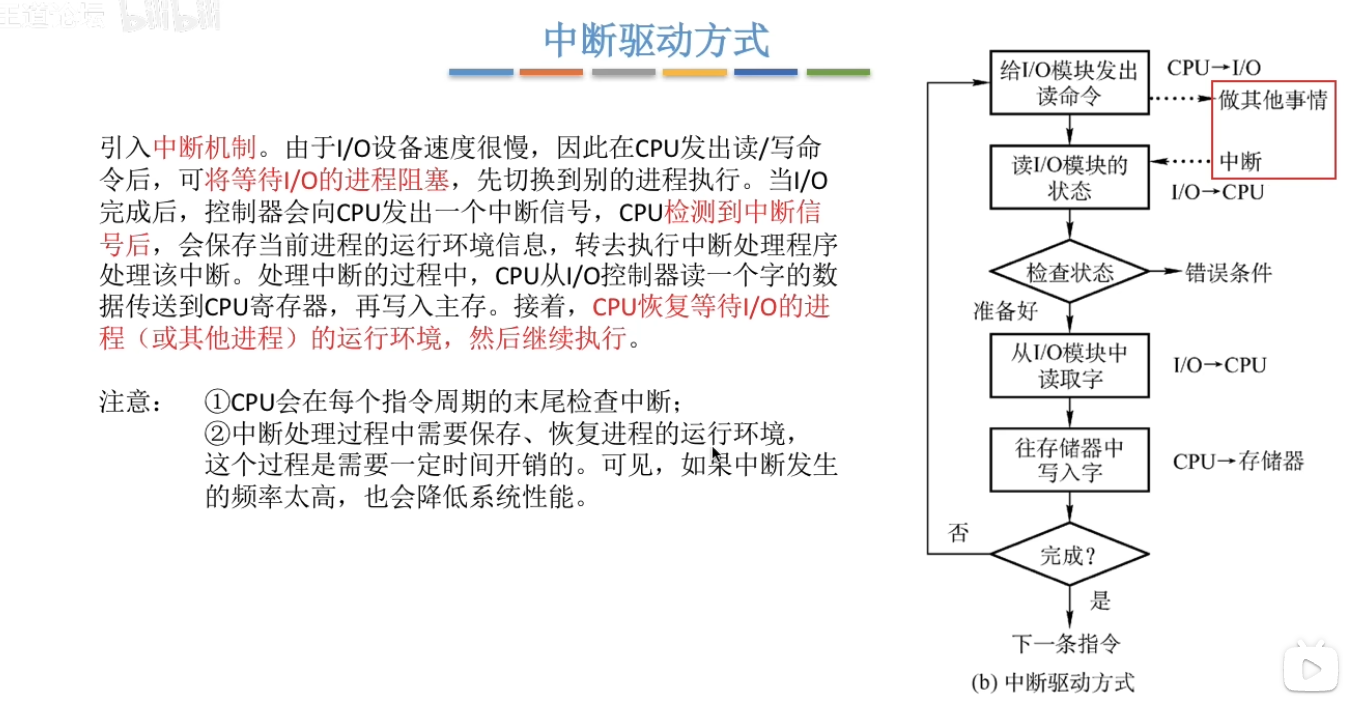 王道论坛 bilibili
中断驱动方式
引入中断机制。由于I/O设备速度很慢，因此在CPU发出读/写命
令后，可将等待I/O的进程阻塞，先切换到别的进程执行。当I/O
完成后，控制器会向CPU发出一个中断信号，CPU检测到中断信
号后，会保存当前进程的运行环境信息，转去执行中断处理程序
处理该中断。处理中断的过程中，CPU从I/O控制器读一个字的数
据传送到CPU寄存器，再写入主存。接着，CPU恢复等待I/O的进
程（或其他进程）的运行环境，然后继续执行。
注意： ①CPU会在每个指令周期的末尾检查中断；
②中断处理过程中需要保存、恢复进程的运行环境，
这个过程是需要一定时间开销的。可见，如果中断发生
的频率太高，也会降低系统性能。
给I/O模块发出
读命令
CPU→I/O
做其他事情
中断
读I/O模块的
状态
I/O→CPU
检查状态
错误条件
准备好
从I/O模块中
读取字
I/O→CPU
往存储器中
写入字
CPU→存储器
否
完成?
是
下一条指令
(b) 中断驱动方式